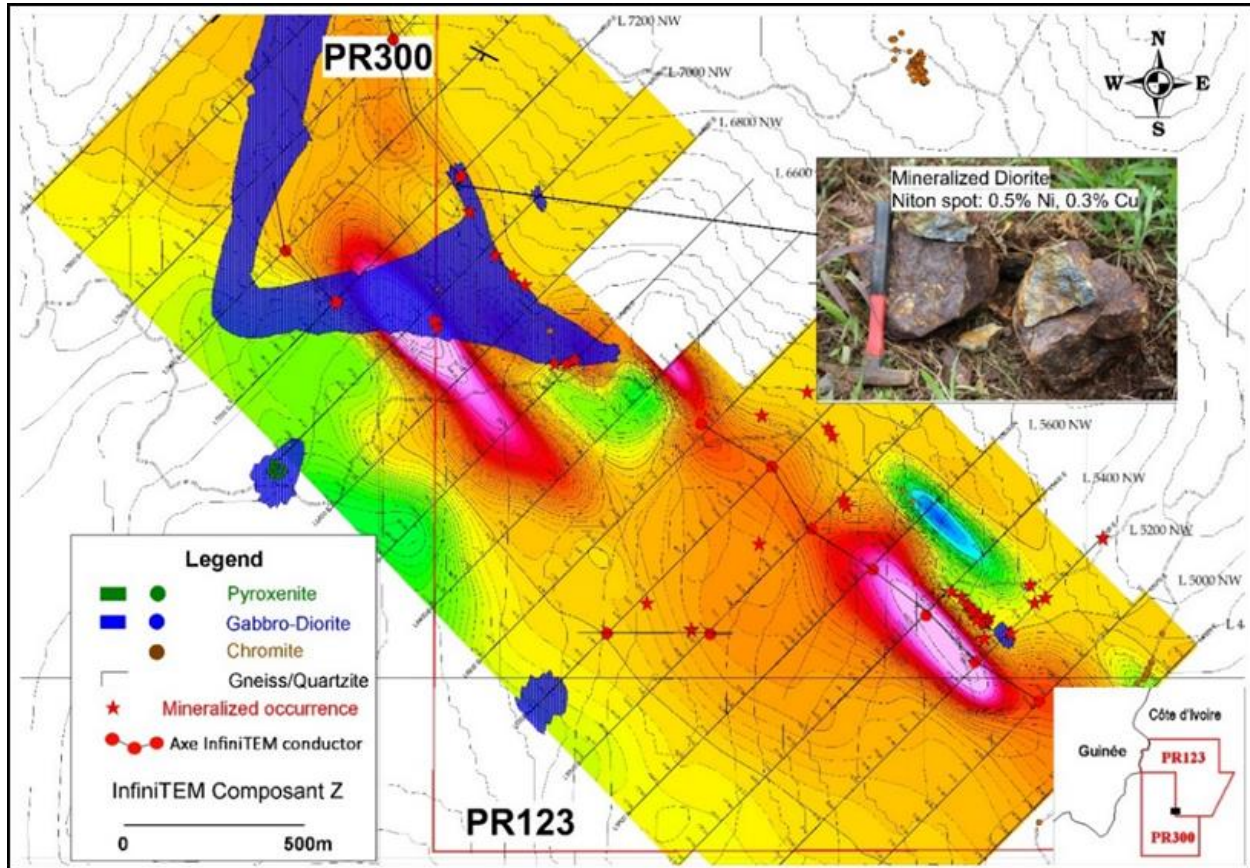 PR300
L 7200 NW
L 7000 NW
L 6800 NW
L 6600
N
W E
S
Mineralized Diorite
Niton spot: 0.5% Ni, 0.3% Cu
L 5600
L 5400 NW
L 5200 NW
L 5000 NW
L 4
Legend
Pyroxenite
Gabbro-Diorite
Chromite
Gneiss/Quartzite
Mineralized occurrence
Axe InfiniTEM conductor
InfiniTEM Composant Z
0 500m
PR123
Côte d'Ivoire
Guinée
PR123
PR300